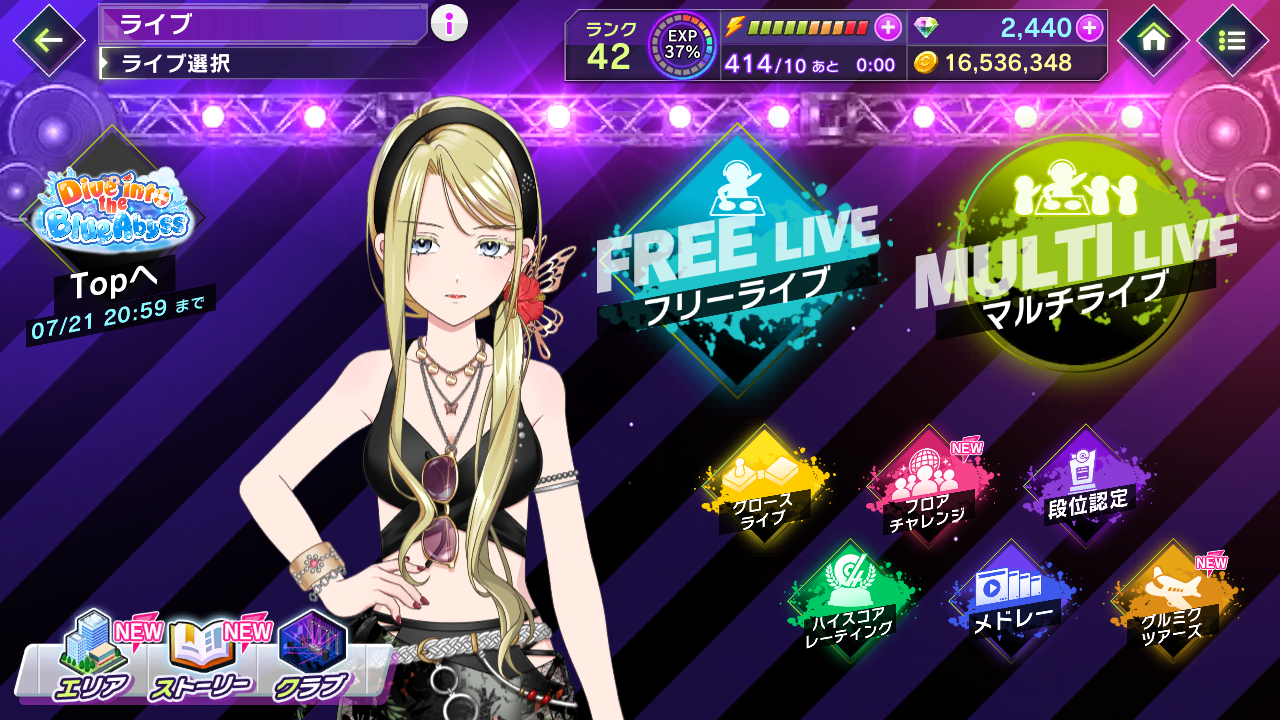 ライブ
ライブ選択
ランク
42
EXP
37%
414/10 あと 0:00
2,440
16,536,348
Dive into
the
Blue Abyss
Topへ
07/21 20:59 まで
FREE LIVE
フリーライブ
MULTI LIVE
マルチライブ
グロース
ライブ
NEW
フロア
チャレンジ
段位認定
ハイスコア
レーティング
メドレー
NEW
グルミク
ツアーズ
NEW
エリア
NEW
ストーリー
クラブ